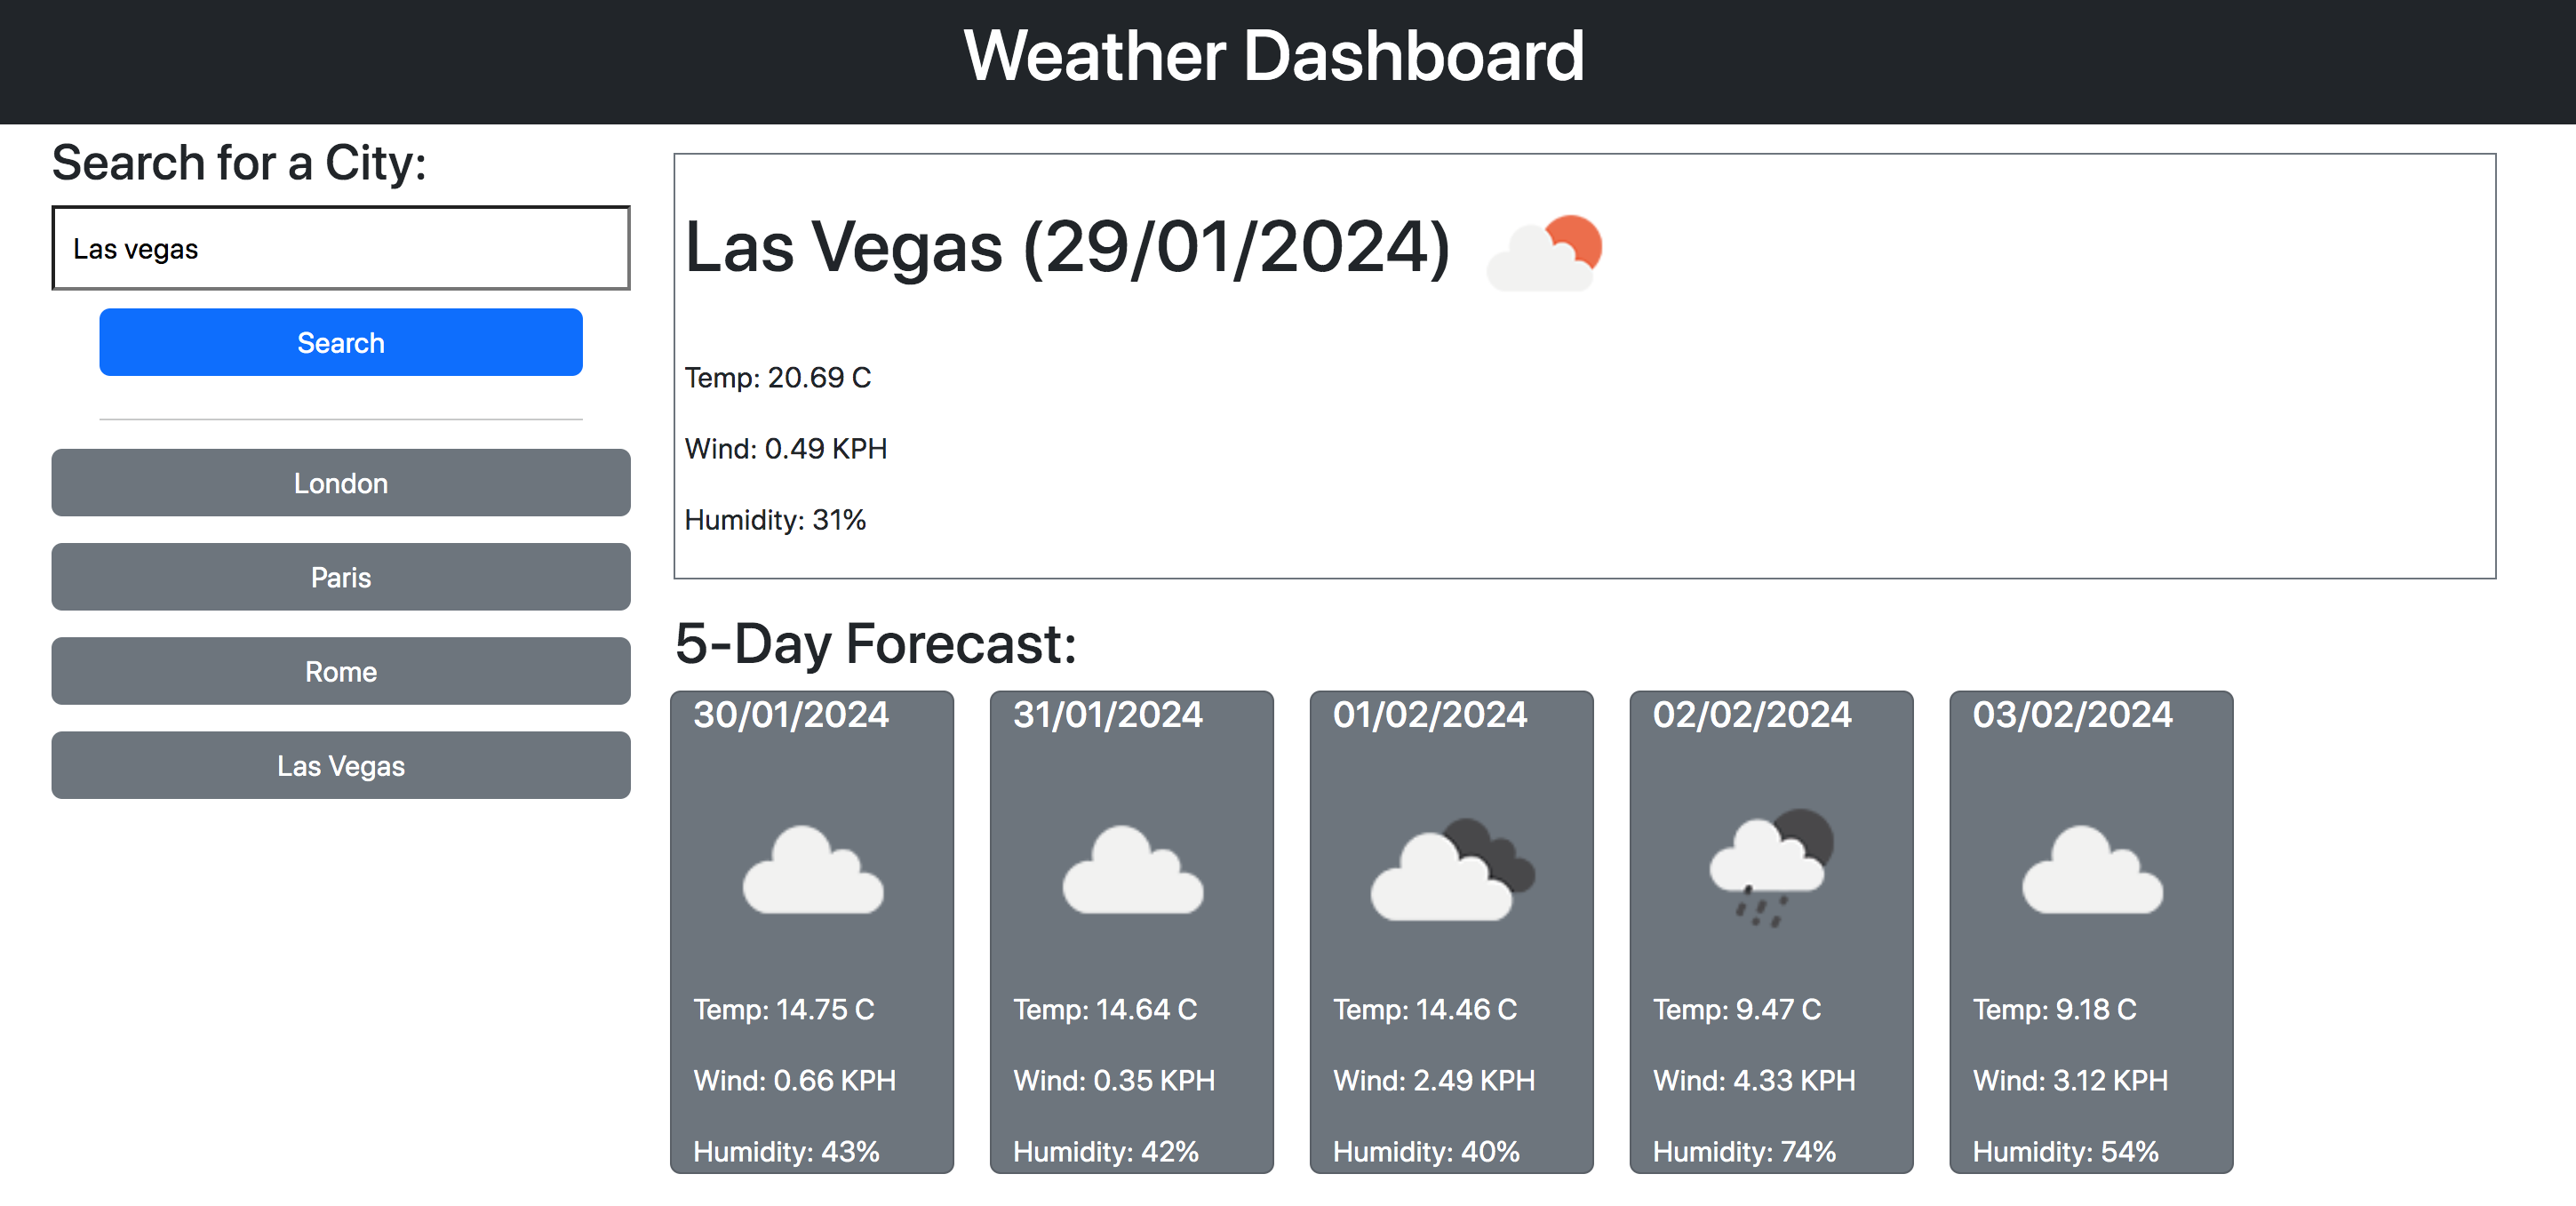 Weather Dashboard
Search for a City:
Las vegas
Search
London
Paris
Rome
Las Vegas
Las Vegas (29/01/2024)
Temp: 20.69 C
Wind: 0.49 KPH
Humidity: 31%
5-Day Forecast:
30/01/2024
Temp: 14.75 C
Wind: 0.66 KPH
Humidity: 43%
31/01/2024
Temp: 14.64 C
Wind: 0.35 KPH
Humidity: 42%
01/02/2024
Temp: 14.46 C
Wind: 2.49 KPH
Humidity: 40%
02/02/2024
Temp: 9.47 C
Wind: 4.33 KPH
Humidity: 74%
03/02/2024
Temp: 9.18 C
Wind: 3.12 KPH
Humidity: 54%